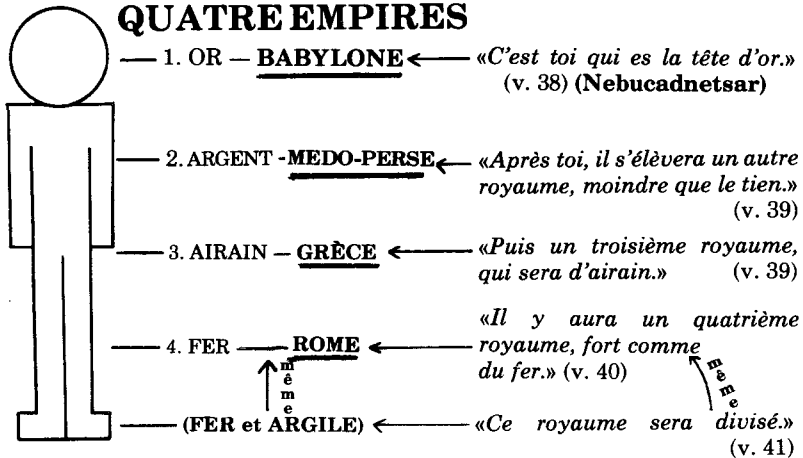 QUATRE EMPIRES
1. OR — BABYLONE
«C'est toi qui es la tête d'or.»
(v. 38) (Nebucadnetsar)
2. ARGENT - MEDO-PERSE
«Après toi, il s'élèvera un autre
royaume, moindre que le tien.»
(v. 39)
3. AIRAIN — GRÈCE
«Puis un troisième royaume,
qui sera d'airain.» (v. 39)
4. FER — ROME
«Il y aura un quatrième
royaume, fort comme
du fer.» (v. 40)
même
même
(FER et ARGILE)
«Ce royaume sera divisé.»
(v. 41)